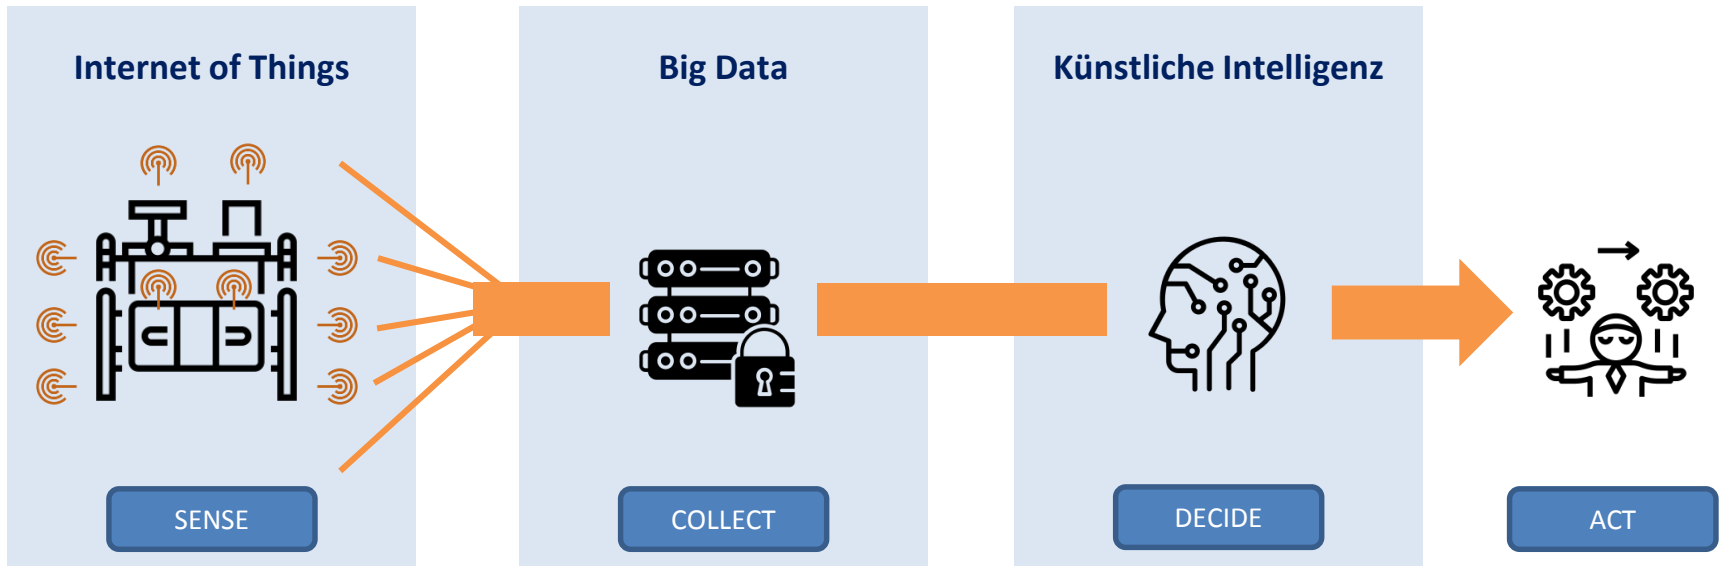 Internet of Things
Big Data
Künstliche Intelligenz
SENSE
COLLECT
DECIDE
ACT